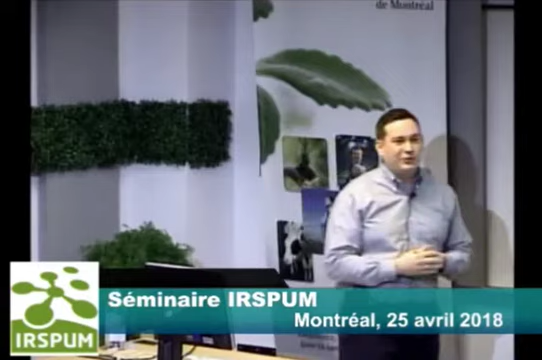 de Montréal
Séminaire IRSPUM
Montréal, 25 avril 2018
IRSPUM